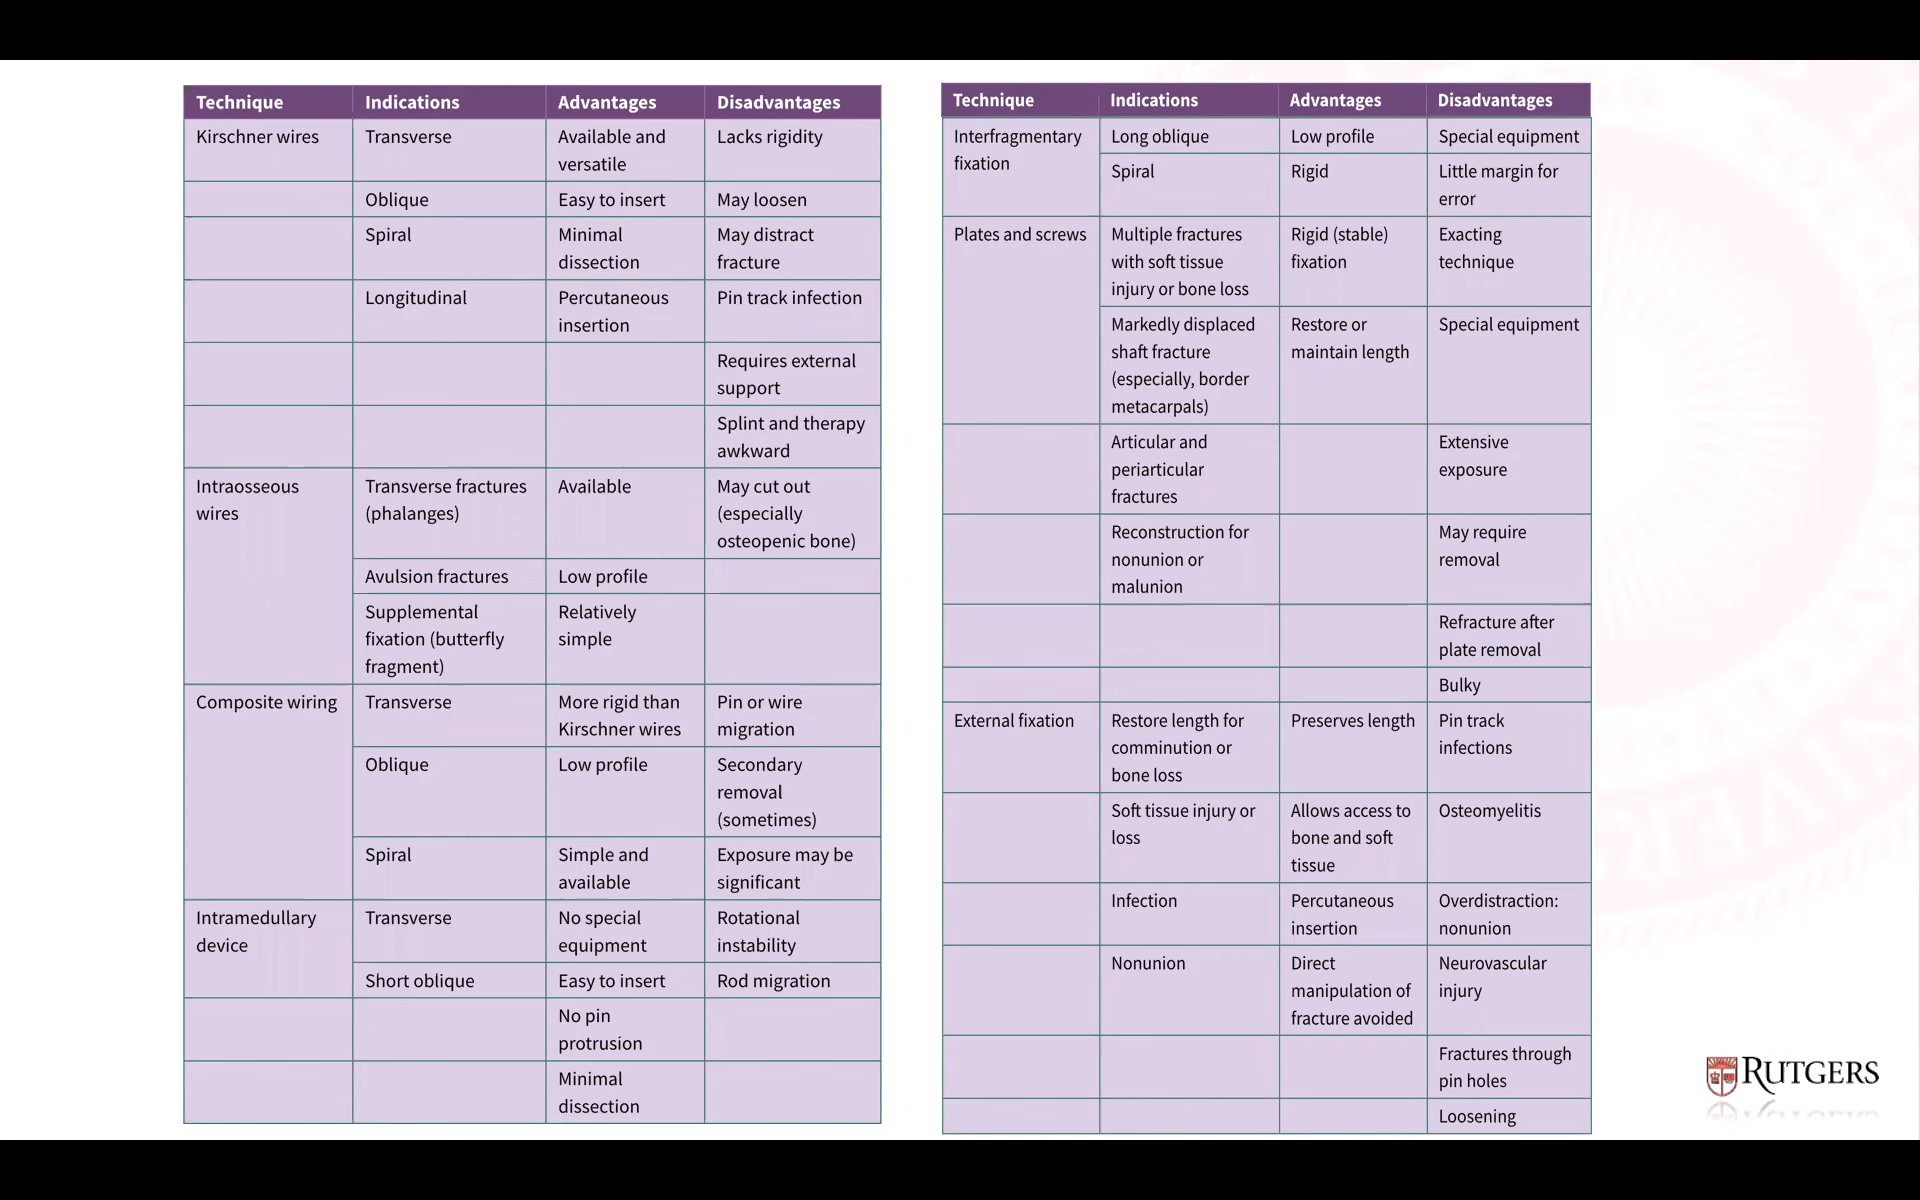 Technique Indications Advantages Disadvantages
Kirschner wires Transverse Available and Lacks rigidity
versatile
Oblique Easy to insert May loosen
Spiral Minimal May distract
dissection fracture
Longitudinal Percutaneous Pin track infection
insertion
Requires external
support
Splint and therapy
awkward
Intraosseous Transverse fractures Available May cut out
wires (phalanges) (especially
osteopenic bone)
Avulsion fractures Low profile
Supplemental Relatively
fixation (butterfly simple
fragment)
Composite wiring Transverse More rigid than Pin or wire
Kirschner wires migration
Oblique Low profile Secondary
removal
(sometimes)
Spiral Simple and Exposure may be
available significant
Intramedullary Transverse No special Rotational
device equipment instability
Short oblique Easy to insert Rod migration
No pin
protrusion
Minimal
dissection
Technique Indications Advantages Disadvantages
Interfragmentary Long oblique Low profile Special equipment
fixation
Spiral Rigid Little margin for
error
Plates and screws Multiple fractures Rigid (stable) Exacting
with soft tissue fixation technique
injury or bone loss
Markedly displaced Restore or Special equipment
shaft fracture maintain length
(especially, border
metacarpals)
Articular and Extensive
periarticular exposure
fractures
Reconstruction for May require
nonunion or removal
malunion
Refracture after
plate removal
Bulky
External fixation Restore length for Preserves length Pin track
comminution or infections
bone loss
Soft tissue injury or Allows access to Osteomyelitis
loss bone and soft
tissue
Infection Percutaneous Overdistraction:
insertion nonunion
Nonunion Direct Neurovascular
manipulation of injury
fracture avoided
Fractures through
pin holes
Loosening
RUTGERS